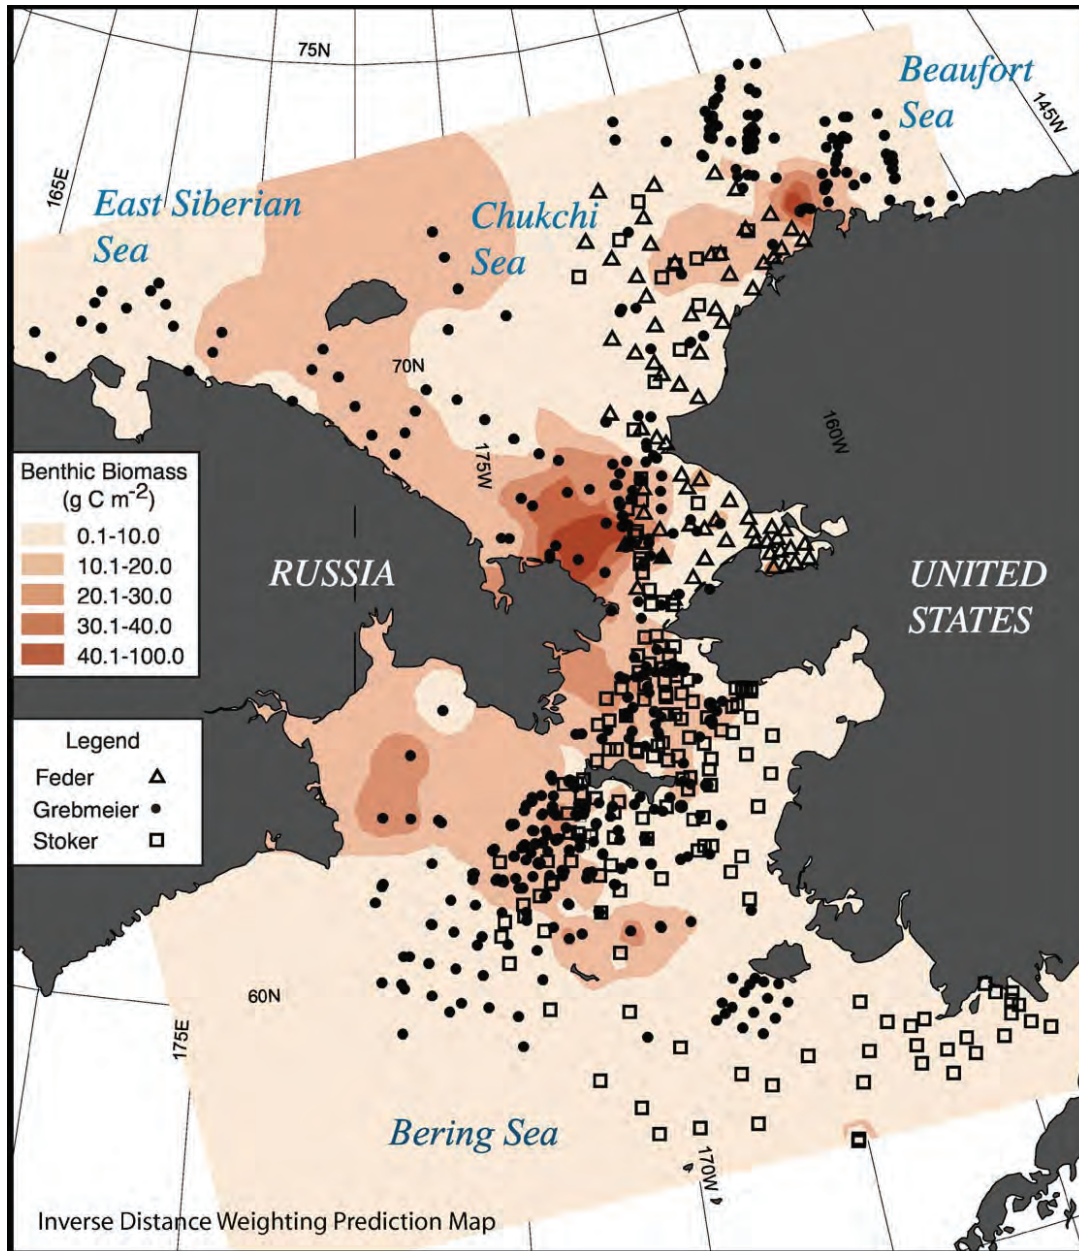 75N
Beaufort
Sea
145W
165E
East Siberian
Sea
Chukchi
Sea
70N
160W
175W
Benthic Biomass
(g C m-2)
0.1-10.0
10.1-20.0
20.1-30.0
30.1-40.0
40.1-100.0
RUSSIA
UNITED
STATES
Legend
Feder
Grebmeier
Stoker
60N
175E
Bering Sea
170W
Inverse Distance Weighting Prediction Map